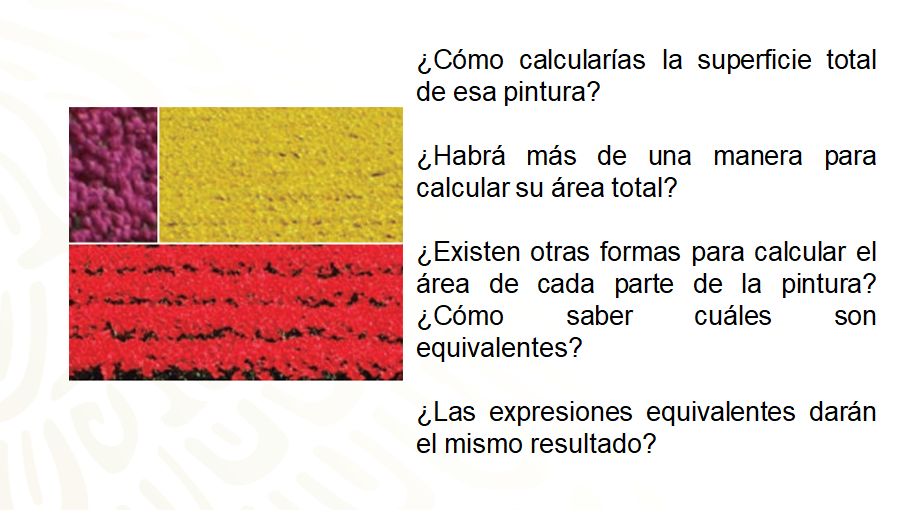 ¿Cómo calcularías la superficie total
de esa pintura?
¿Habrá más de una manera para
calcular su área total?
¿Existen otras formas para calcular el
área de cada parte de la pintura?
¿Cómo saber cuáles son
equivalentes?
¿Las expresiones equivalentes darán
el mismo resultado?